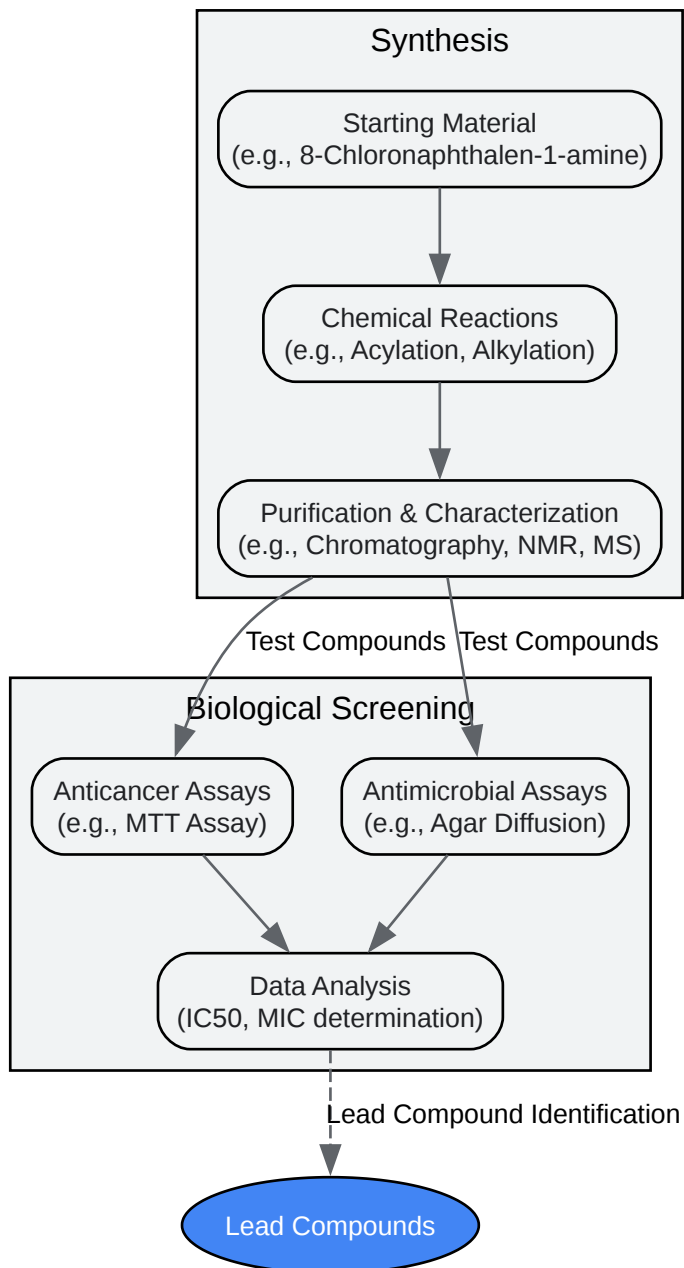 Synthesis
Starting Material
(e.g., 8-Chloronaphthalen-1-amine)
Chemical Reactions
(e.g., Acylation, Alkylation)
Purification & Characterization
(e.g., Chromatography, NMR, MS)
Test Compounds
Test Compounds
Biological Screening
Anticancer Assays
(e.g., MTT Assay)
Antimicrobial Assays
(e.g., Agar Diffusion)
Data Analysis
(IC50, MIC determination)
Lead Compound Identification
Lead Compounds